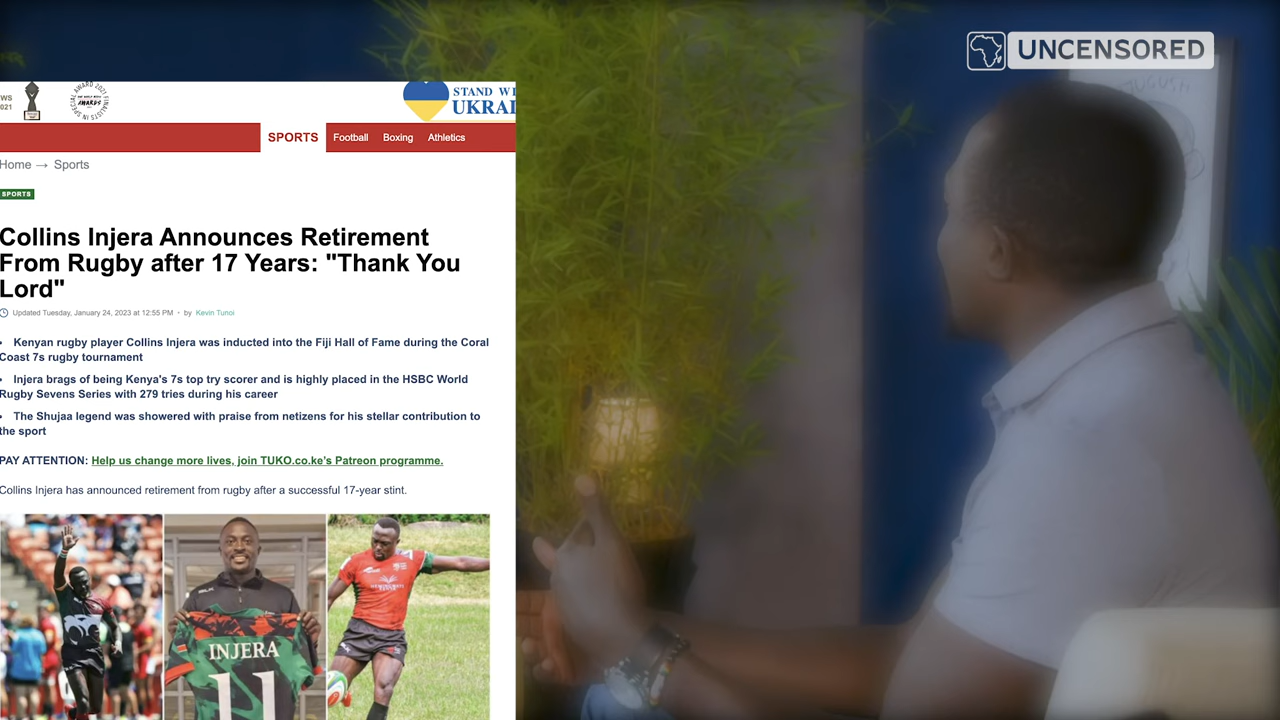 UNCENSORED
WS
021
AWARDS
STAND WI
UKRAI
SPORTS
Football
Boxing
Athletics
Home → Sports
SPORTS
Collins Injera Announces Retirement
From Rugby after 17 Years: "Thank You
Lord"
Updated Tuesday, January 24, 2023 at 12:55 PM • by Kevin Tunoi
• Kenyan rugby player Collins Injera was inducted into the Fiji Hall of Fame during the Coral
Coast 7s rugby tournament
• Injera brags of being Kenya's 7s top try scorer and is highly placed in the HSBC World
Rugby Sevens Series with 279 tries during his career
• The Shujaa legend was showered with praise from netizens for his stellar contribution to
the sport
PAY ATTENTION: Help us change more lives, join TUKO.co.ke's Patreon programme.
Collins Injera has announced retirement from rugby after a successful 17-year stint.
INJERA
11